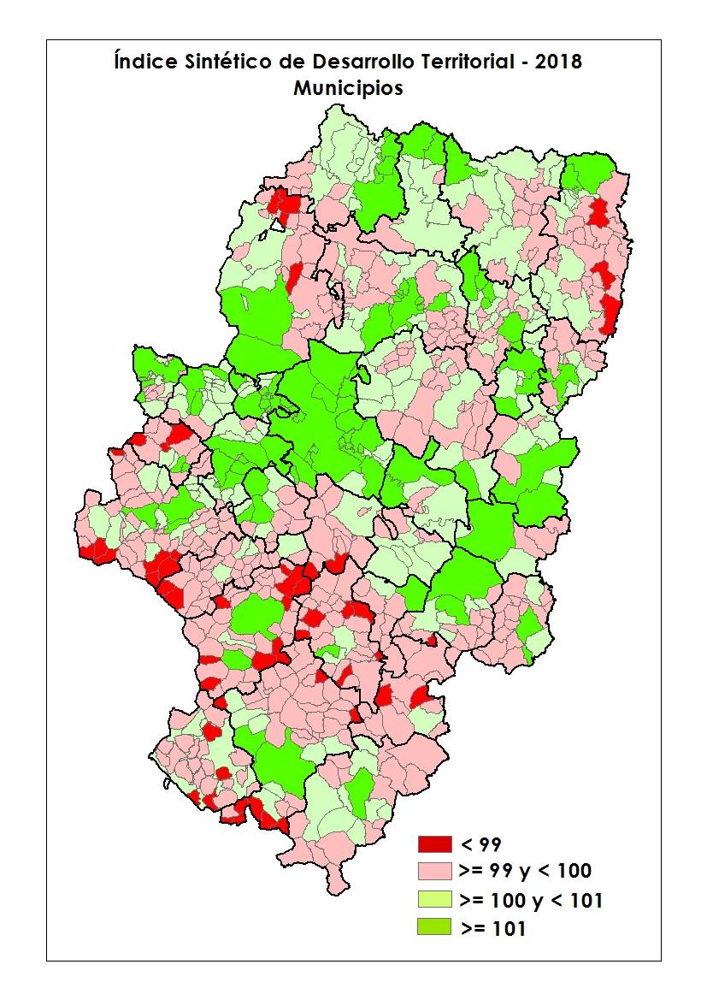 Índice Sintético de Desarrollo Territorial - 2018
Municipios
< 99
>= 99 y < 100
>= 100 y < 101
>= 101